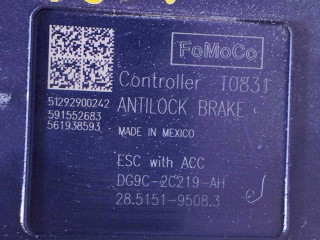 FoMoCo
Controller T0831
51292900242
ANTILOCK BRAKE
591552683
561938593
MADE IN MEXICO
ESC with ACC
DG9C-2C219-AH
28.5151-9508.3